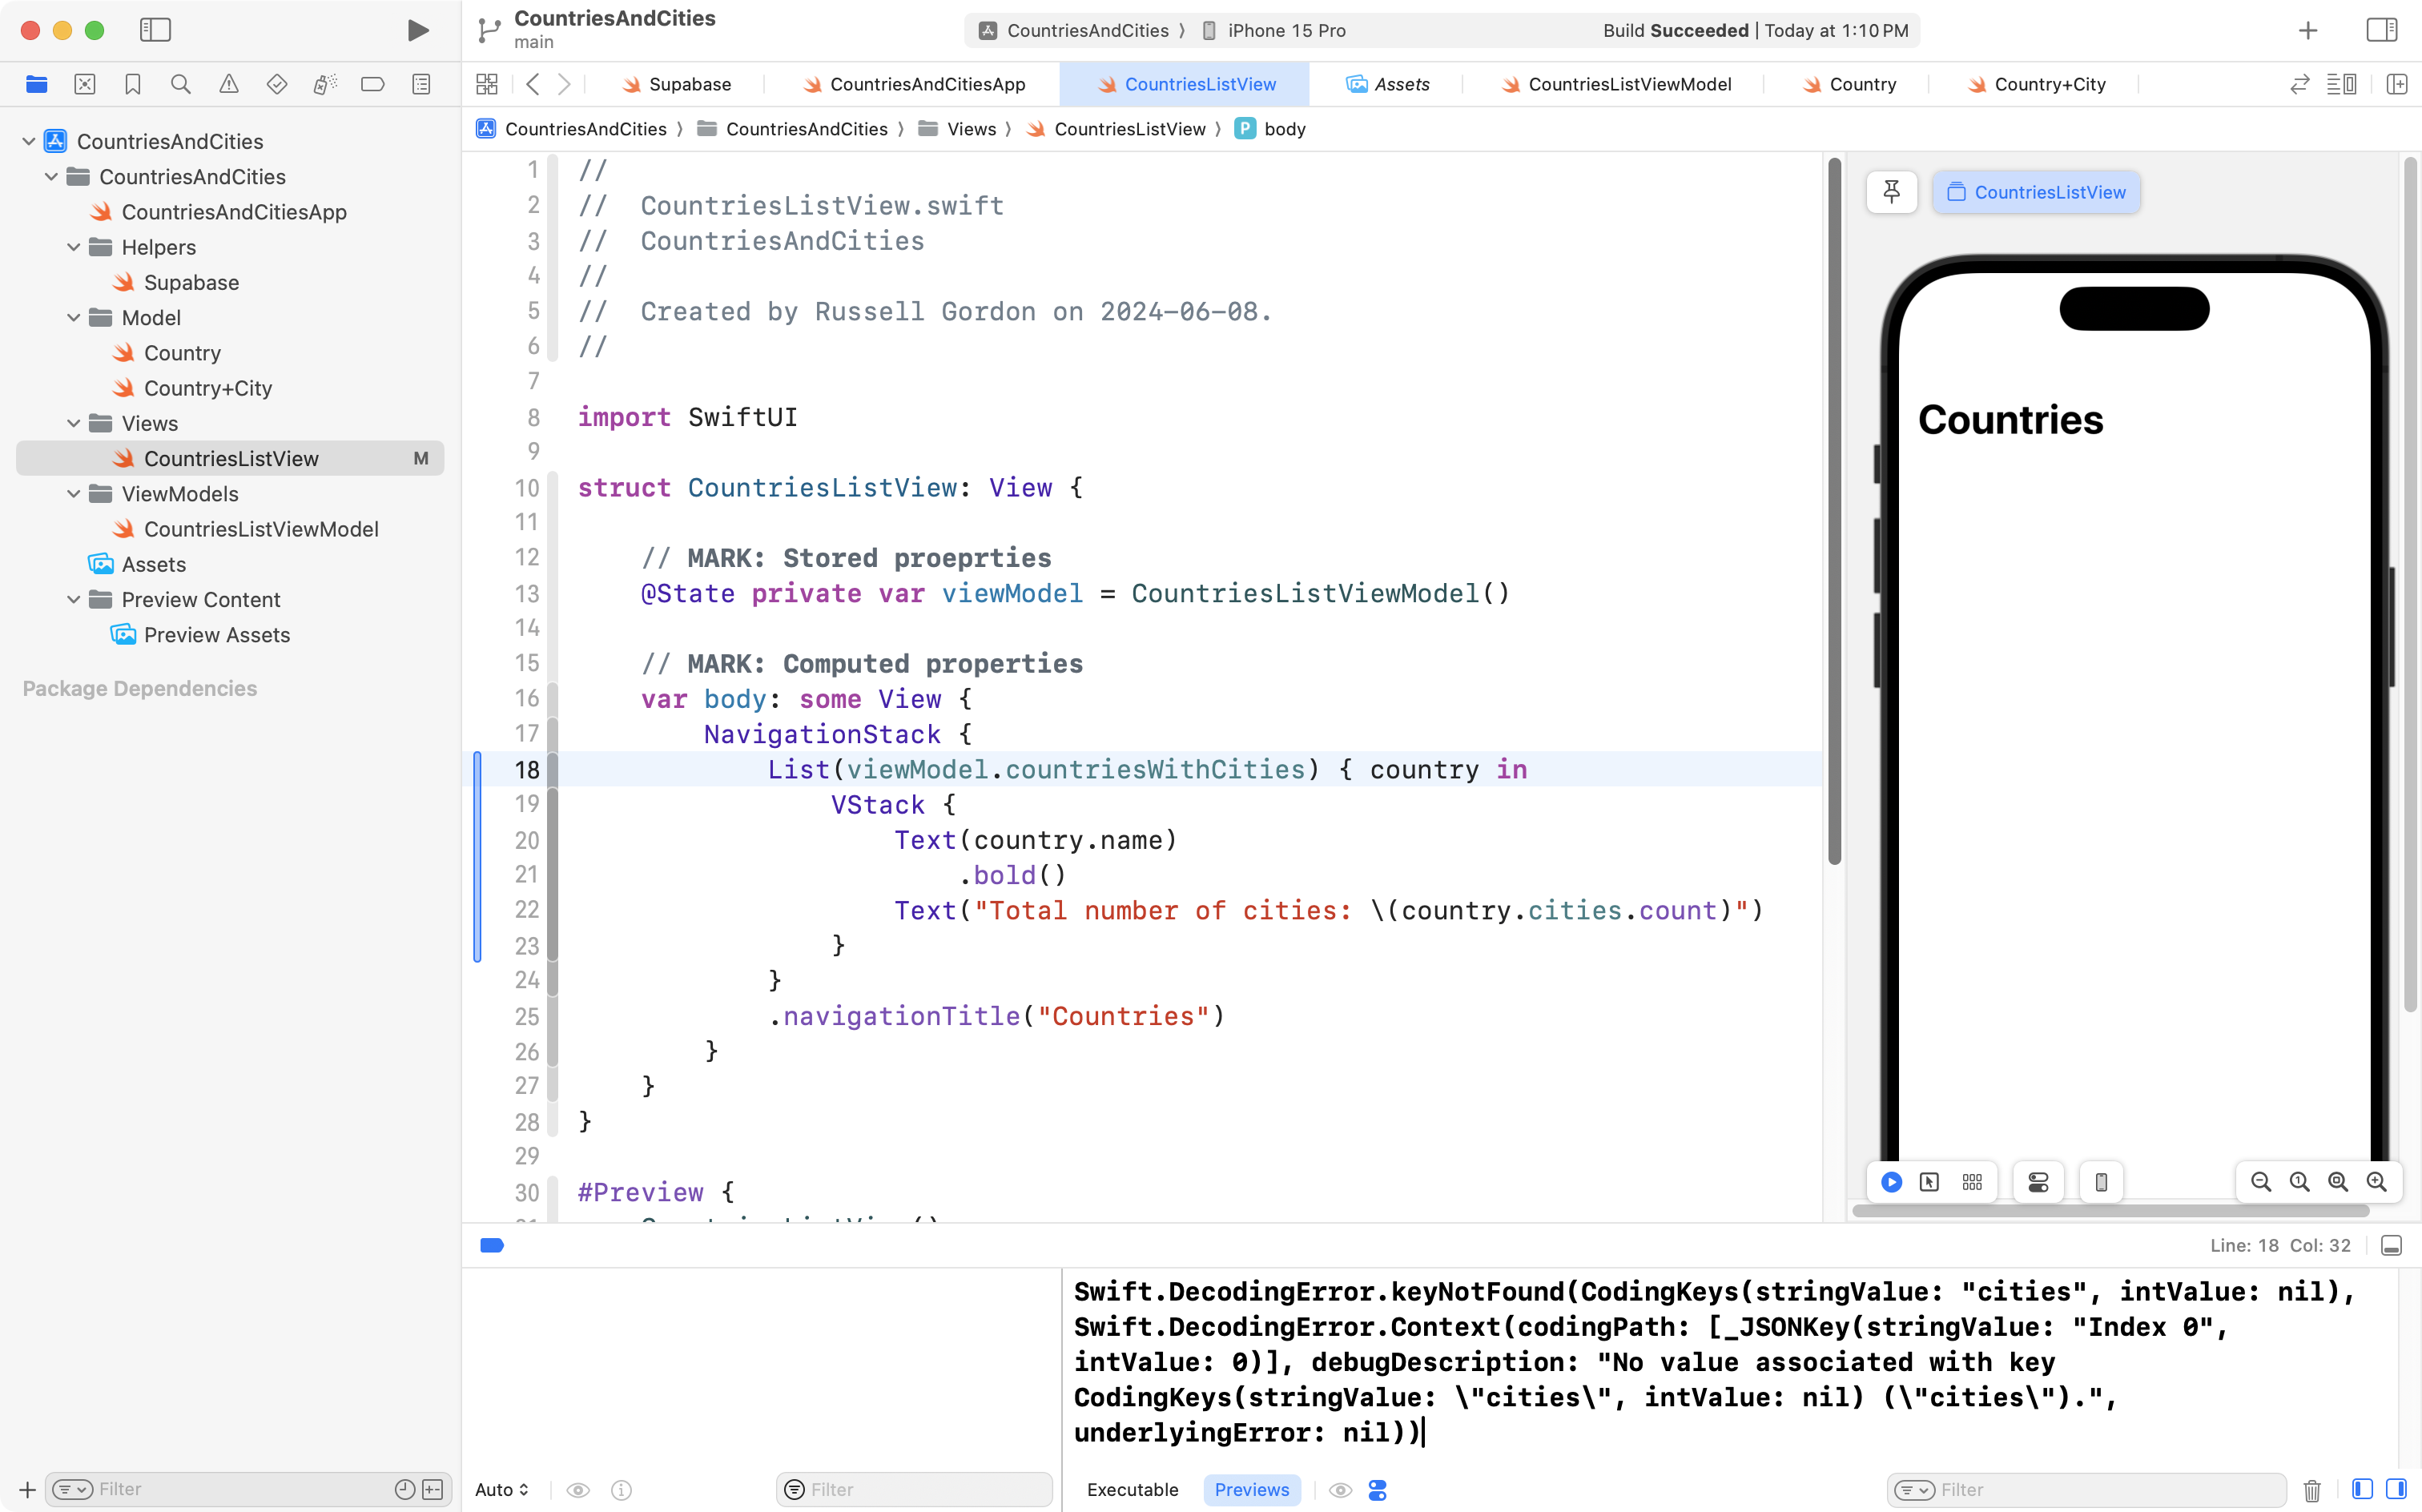 CountriesAndCities
main
CountriesAndCities 〉 iPhone 15 Pro
Build Succeeded | Today at 1:10 PM
Supabase
CountriesAndCitiesApp
CountriesListView
Assets
CountriesListViewModel
Country
Country+City
CountriesAndCities 〉 CountriesAndCities 〉 Views 〉 CountriesListView 〉 P body
CountriesAndCities
CountriesAndCities
CountriesAndCitiesApp
Helpers
Supabase
Model
Country
Country+City
Views
CountriesListView M
ViewModels
CountriesListViewModel
Assets
Preview Content
Preview Assets
Package Dependencies
Filter
1 //
2 //  CountriesListView.swift
3 //  CountriesAndCities
4 //
5 //  Created by Russell Gordon on 2024-06-08.
6 //
7
8 import SwiftUI
9
10 struct CountriesListView: View {
11
12     // MARK: Stored proeprties
13     @State private var viewModel = CountriesListViewModel()
14
15     // MARK: Computed properties
16     var body: some View {
17         NavigationStack {
18             List(viewModel.countriesWithCities) { country in
19                 VStack {
20                     Text(country.name)
21                         .bold()
22                     Text("Total number of cities: \(country.cities.count)")
23                 }
24             }
25             .navigationTitle("Countries")
26         }
27     }
28 }
29
30 #Preview {
CountriesListView
Countries
Line: 18 Col: 32
Swift.DecodingError.keyNotFound(CodingKeys(stringValue: "cities", intValue: nil),
Swift.DecodingError.Context(codingPath: [_JSONKey(stringValue: "Index 0",
intValue: 0)], debugDescription: "No value associated with key
CodingKeys(stringValue: \"cities\", intValue: nil) (\"cities\").",
underlyingError: nil))
Auto
Filter
Executable
Previews
Filter